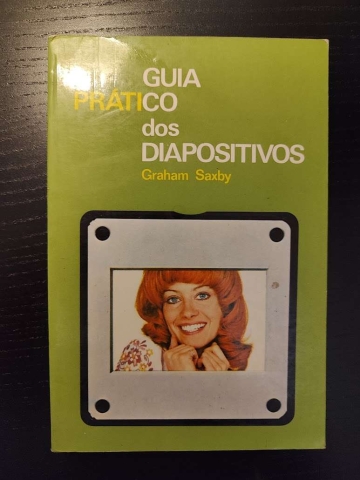 GUIA
PRÁTICO
dos
DIAPOSITIVOS
Graham Saxby